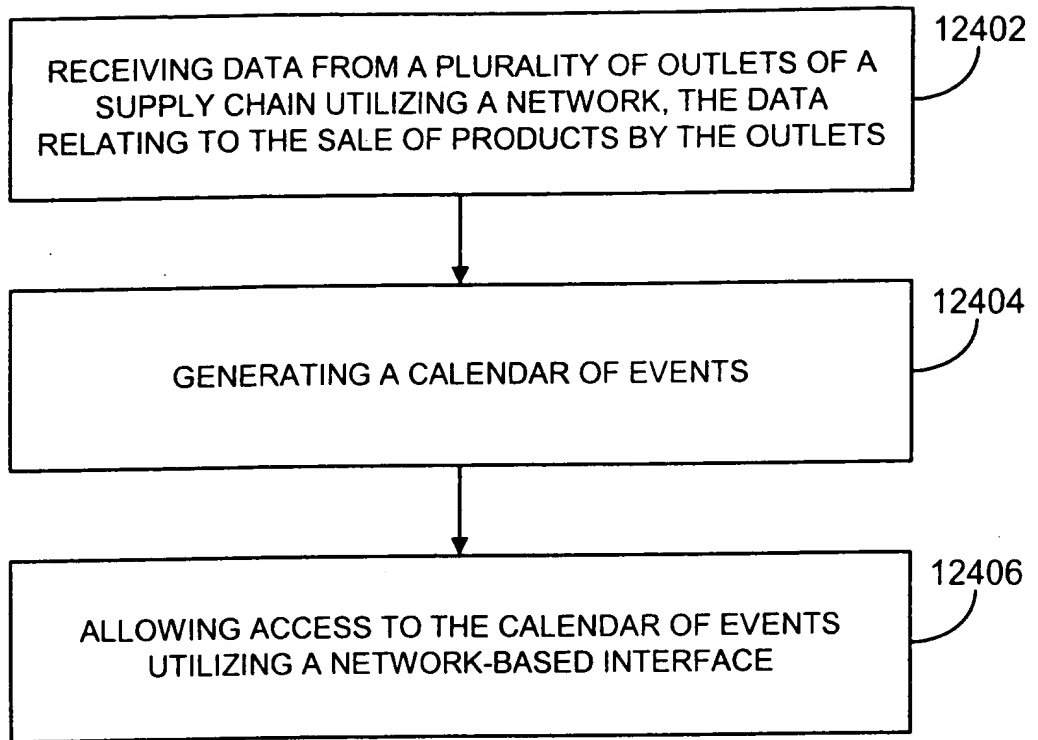 12402
RECEIVING DATA FROM A PLURALITY OF OUTLETS OF A
SUPPLY CHAIN UTILIZING A NETWORK, THE DATA
RELATING TO THE SALE OF PRODUCTS BY THE OUTLETS
12404
GENERATING A CALENDAR OF EVENTS
12406
ALLOWING ACCESS TO THE CALENDAR OF EVENTS
UTILIZING A NETWORK-BASED INTERFACE